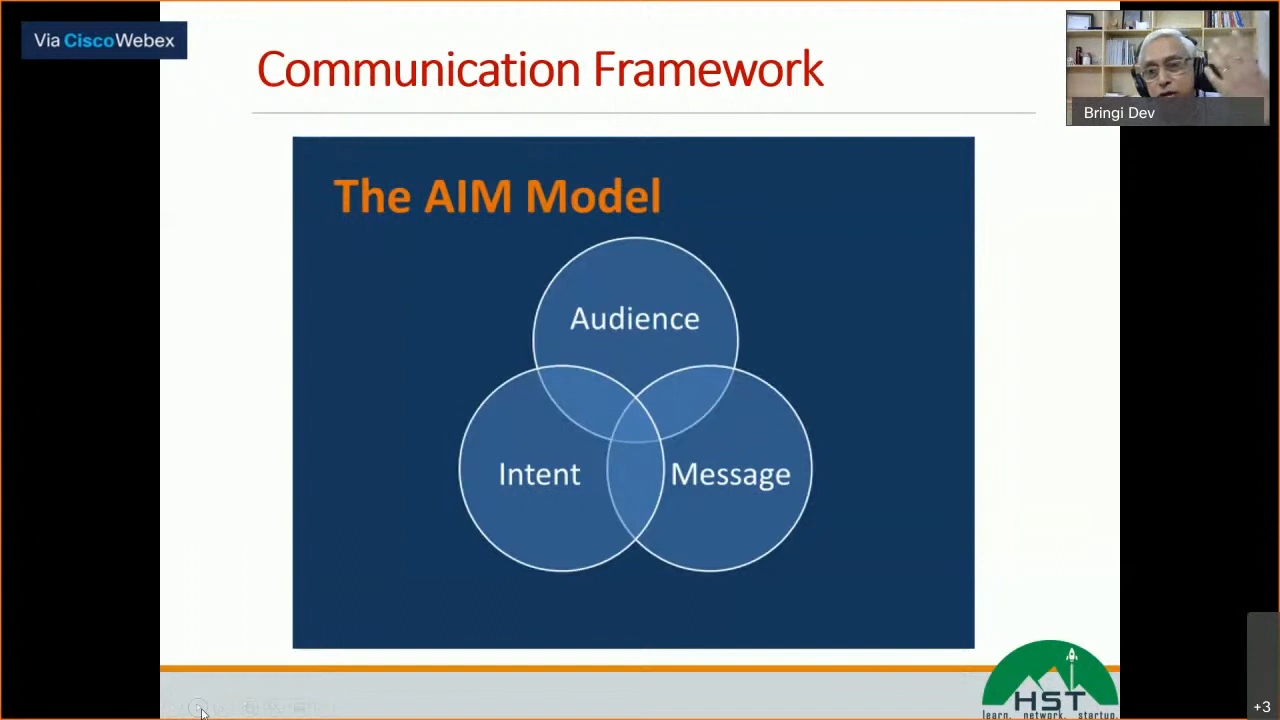 Via CiscoWebex
Communication Framework
Bringi Dev
The AIM Model
Audience
Intent
Message
HST
learn. network. startup.
+3